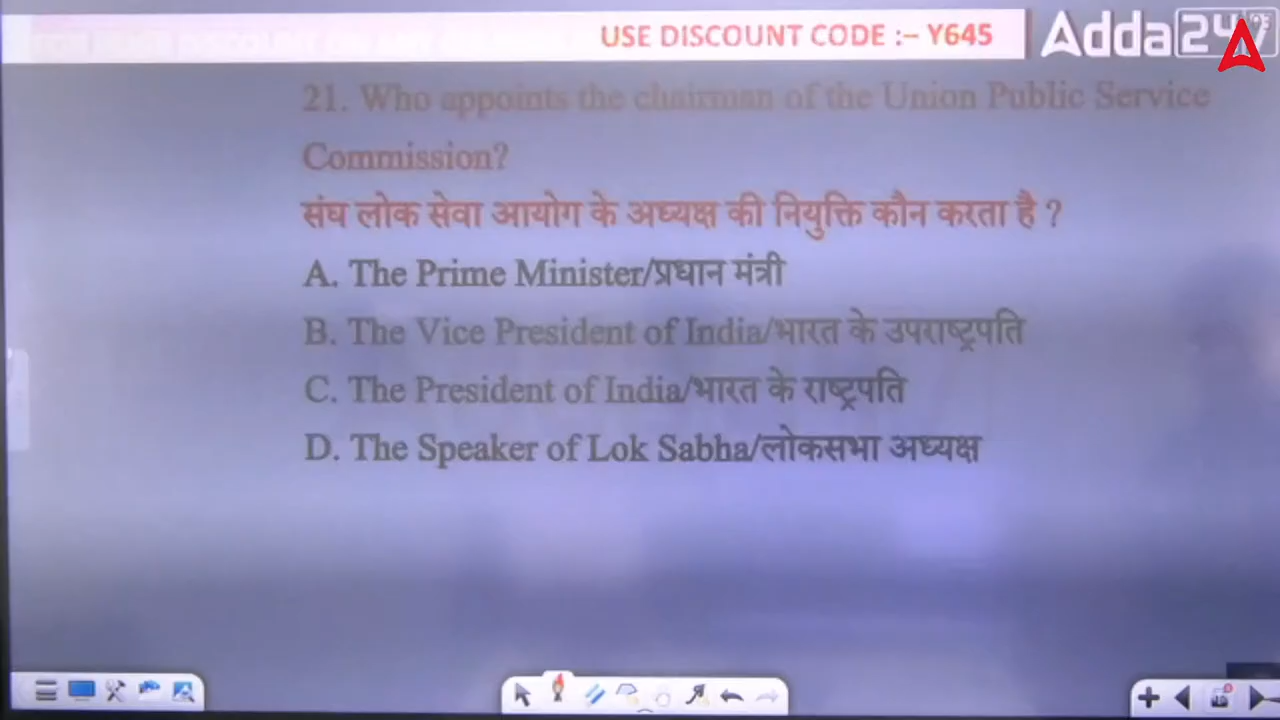 USE DISCOUNT CODE :– Y645
Adda247
21. Who appoints the chairman of the Union Public Service
Commission?
संघ लोक सेवा आयोग के अध्यक्ष की नियुक्ति कौन करता है ?
A. The Prime Minister/प्रधान मंत्री
B. The Vice President of India/भारत के उपराष्ट्रपति
C. The President of India/भारत के राष्ट्रपति
D. The Speaker of Lok Sabha/लोकसभा अध्यक्ष